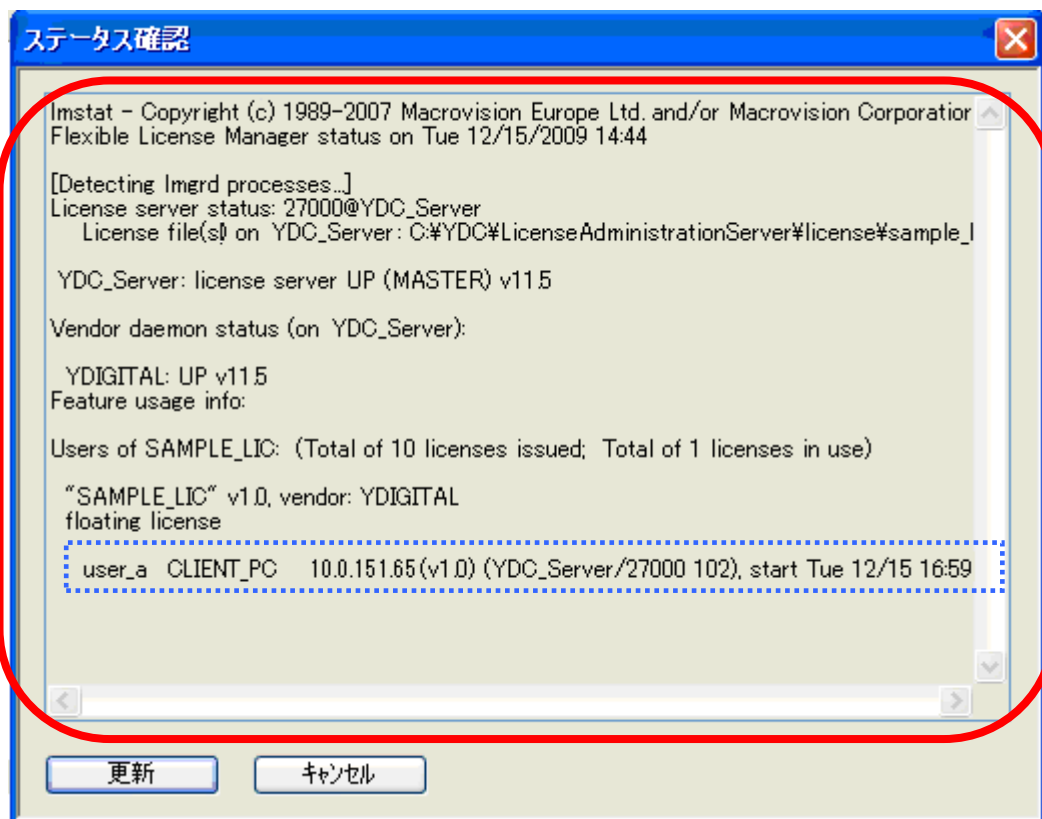 ステータス確認
lmstat - Copyright (c) 1989-2007 Macrovision Europe Ltd. and/or Macrovision Corporation
Flexible License Manager status on Tue 12/15/2009 14:44
[Detecting lmgrd processes...]
License server status: 27000@YDC_Server
License file(s) on YDC_Server: C:¥YDC¥LicenseAdministrationServer¥license¥sample_l
YDC_Server: license server UP (MASTER) v11.5
Vendor daemon status (on YDC_Server):
YDIGITAL: UP v11.5
Feature usage info:
Users of SAMPLE_LIC: (Total of 10 licenses issued; Total of 1 licenses in use)
"SAMPLE_LIC" v1.0, vendor: YDIGITAL
floating license
user_a CLIENT_PC 10.0.151.65(v1.0) (YDC_Server/27000 102), start Tue 12/15 16:59
更新 キャンセル